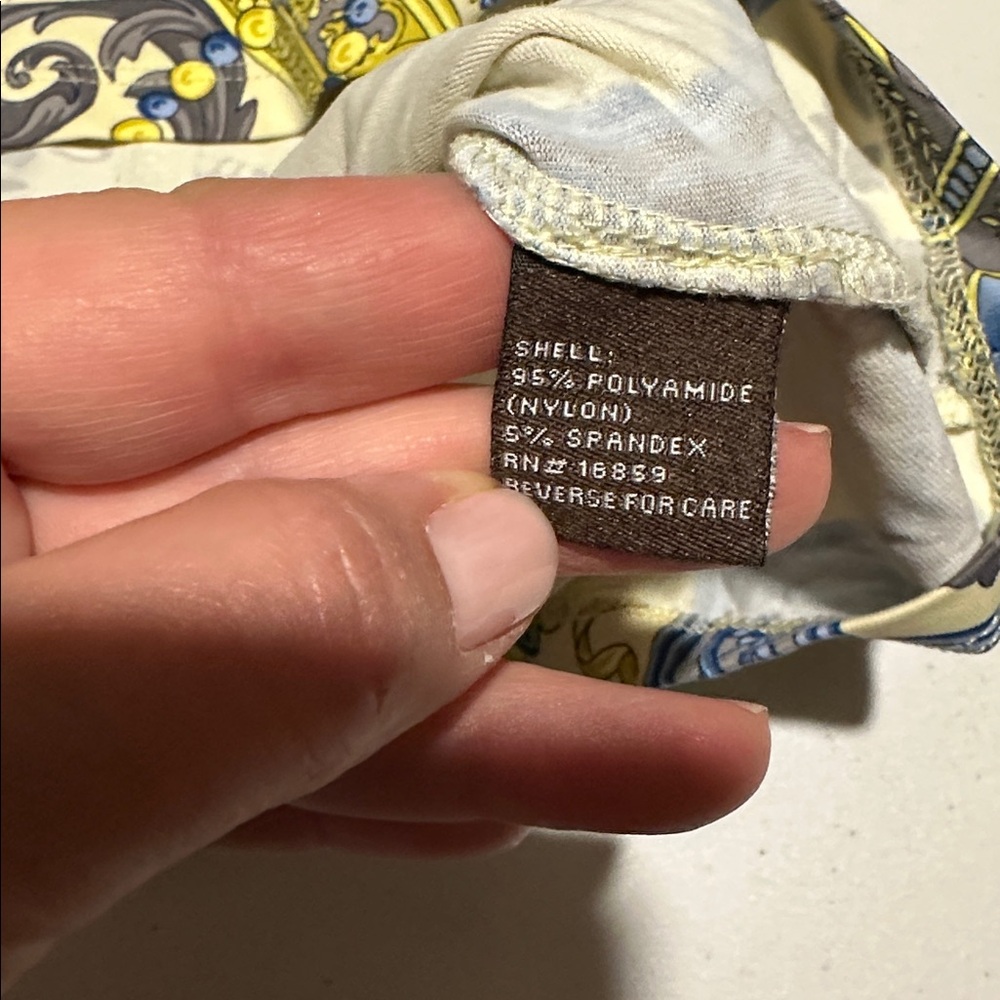 SHELL:
95% POLYAMIDE
(NYLON)
5% SPANDEX
RN# 16859
REVERSE FOR CARE